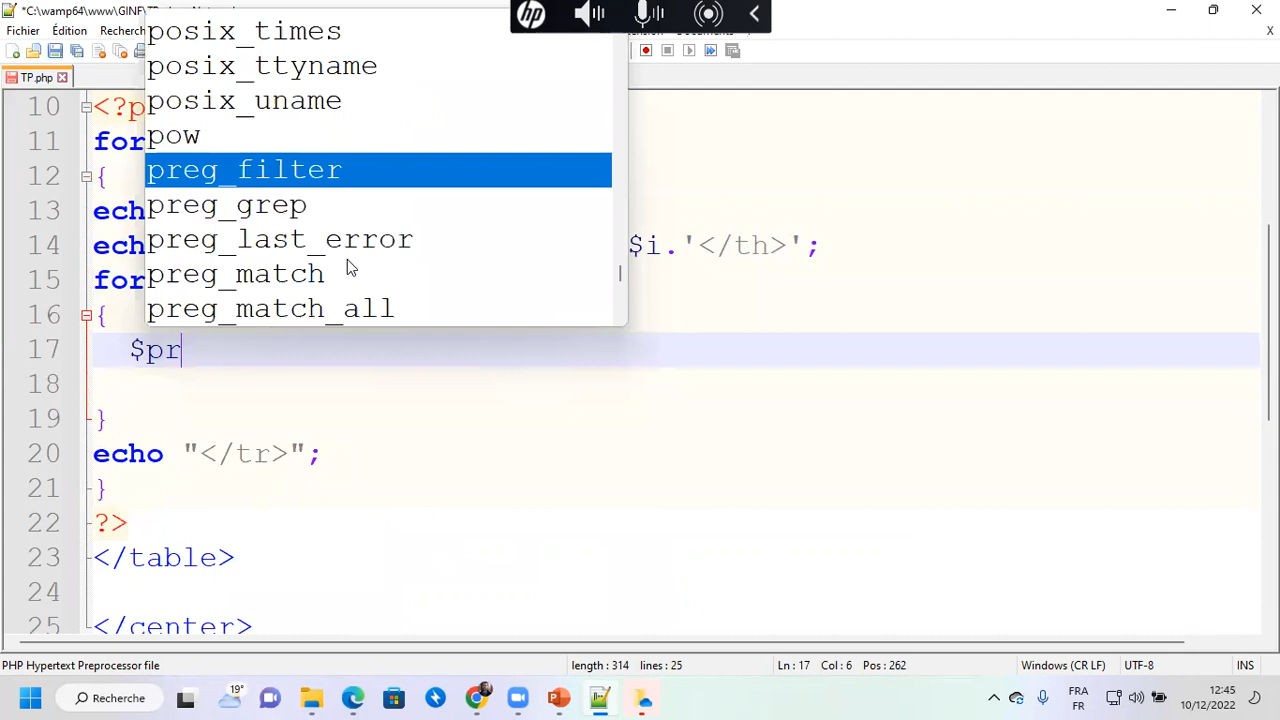 *C:\wamp64\www\GINF
Fichier Édition
TP.php
posix_times
posix_ttyname
posix_uname
pow
preg_filter
preg_grep
preg_last_error
preg_match
preg_match_all
10 <?p
11 for
12 {
13 echo
14 echo $i.'</th>';
15 for
16 {
17 $pr
18
19 }
20 echo "</tr>";
21 }
22 ?>
23 </table>
24
25 </center>
PHP Hypertext Preprocessor file length : 314 lines : 25 Ln : 17 Col : 6 Pos : 262 Windows (CR LF) UTF-8 INS
Recherche 19° FRA 12:45
FR 10/12/2022